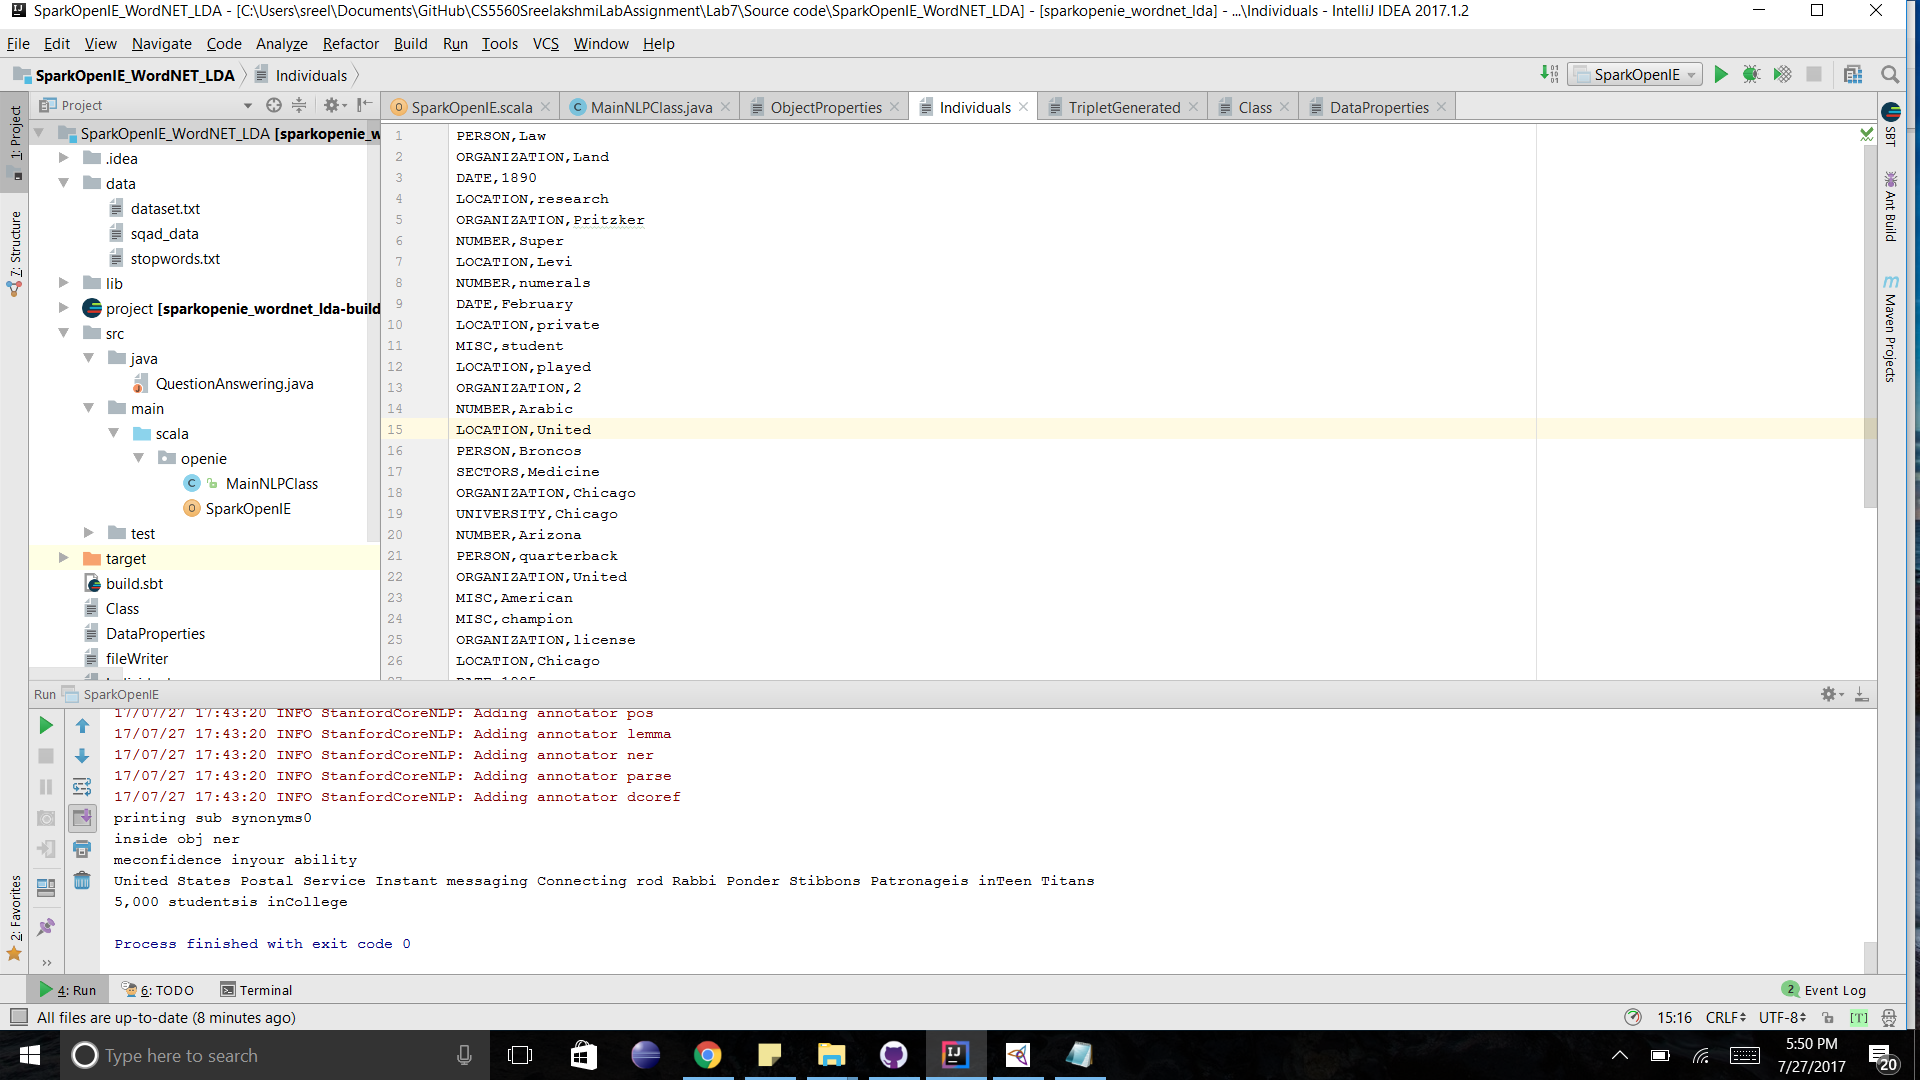 SparkOpenIE_WordNET_LDA - [C:\Users\sreel\Documents\GitHub\CS5560SreelakshmiLabAssignment\Lab7\Source code\SparkOpenIE_WordNET_LDA] - [sparkopenie_wordnet_lda] - ...\Individuals - IntelliJ IDEA 2017.1.2
File Edit View Navigate Code Analyze Refactor Build Run Tools VCS Window Help
SparkOpenIE_WordNET_LDA Individuals
SparkOpenIE
Project
SparkOpenIE.scala MainNLPClass.java ObjectProperties Individuals TripletGenerated Class DataProperties
1: Project
7: Structure
2: Favorites
SparkOpenIE_WordNET_LDA [sparkopenie_w
.idea
data
dataset.txt
sqad_data
stopwords.txt
lib
project [sparkopenie_wordnet_lda-build
src
java
QuestionAnswering.java
main
scala
openie
MainNLPClass
SparkOpenIE
test
target
build.sbt
Class
DataProperties
fileWriter
1 PERSON,Law
2 ORGANIZATION,Land
3 DATE,1890
4 LOCATION,research
5 ORGANIZATION,Pritzker
6 NUMBER,Super
7 LOCATION,Levi
8 NUMBER,numerals
9 DATE,February
10 LOCATION,private
11 MISC,student
12 LOCATION,played
13 ORGANIZATION,2
14 NUMBER,Arabic
15 LOCATION,United
16 PERSON,Broncos
17 SECTORS,Medicine
18 ORGANIZATION,Chicago
19 UNIVERSITY,Chicago
20 NUMBER,Arizona
21 PERSON,quarterback
22 ORGANIZATION,United
23 MISC,American
24 MISC,champion
25 ORGANIZATION,license
26 LOCATION,Chicago
SBT
Ant Build
Maven Projects
Run SparkOpenIE
17/07/27 17:43:20 INFO StanfordCoreNLP: Adding annotator pos
17/07/27 17:43:20 INFO StanfordCoreNLP: Adding annotator lemma
17/07/27 17:43:20 INFO StanfordCoreNLP: Adding annotator ner
17/07/27 17:43:20 INFO StanfordCoreNLP: Adding annotator parse
17/07/27 17:43:20 INFO StanfordCoreNLP: Adding annotator dcoref
printing sub synonyms0
inside obj ner
meconfidence inyour ability
United States Postal Service Instant messaging Connecting rod Rabbi Ponder Stibbons Patronageis inTeen Titans
5,000 studentsis inCollege
Process finished with exit code 0
4: Run 6: TODO Terminal 2 Event Log
All files are up-to-date (8 minutes ago) 15:16 CRLF UTF-8 [T]
Type here to search
5:50 PM
7/27/2017
20